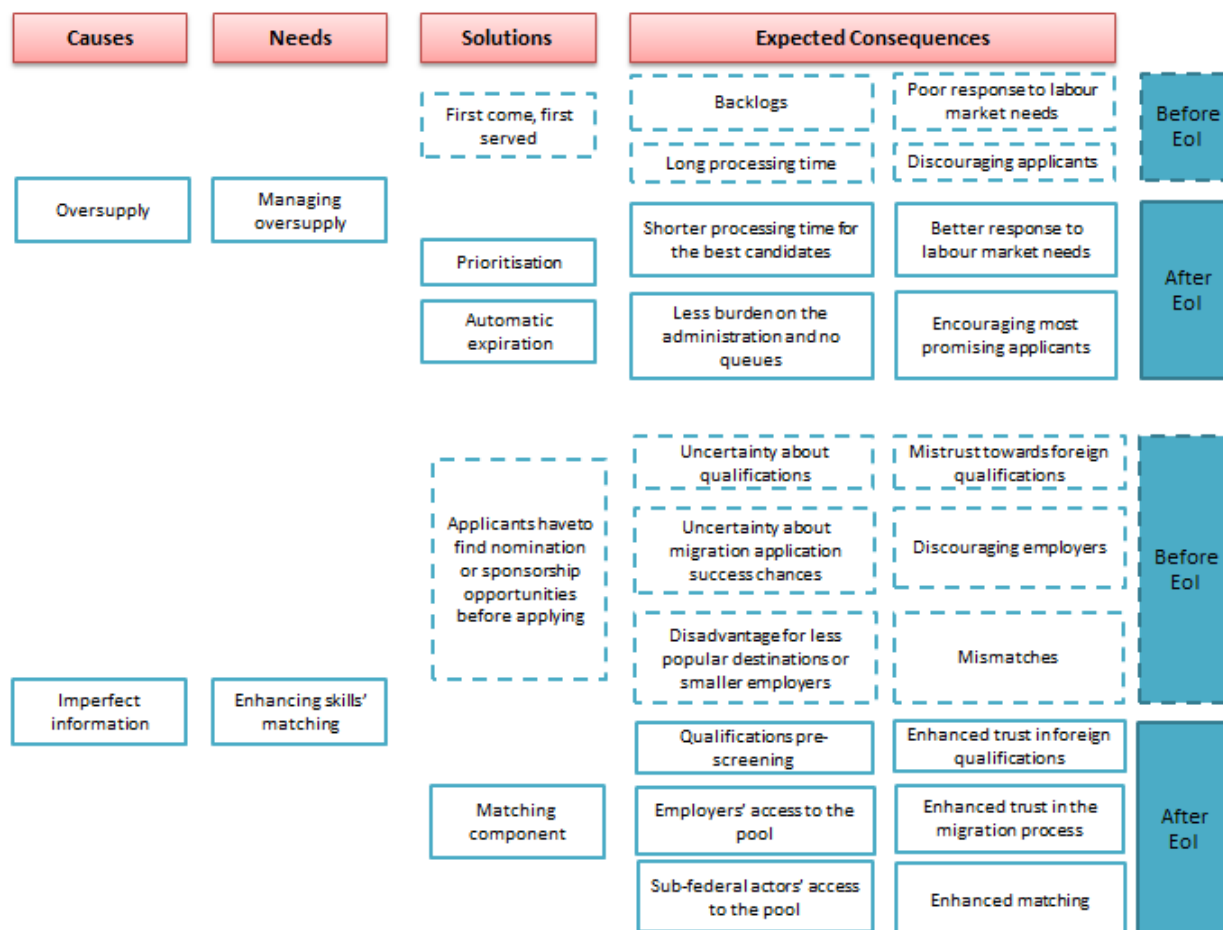 Causes
Needs
Solutions
Expected Consequences
First come, first
served
Backlogs
Poor response to labour
market needs
Before
EoI
Long processing time
Discouraging applicants
Oversupply
Managing
oversupply
Shorter processing time for
the best candidates
Better response to
labour market needs
Prioritisation
After
EoI
Automatic
expiration
Less burden on the
administration and no
queues
Encouraging most
promising applicants
Applicants haveto
find nomination
or sponsorship
opportunities
before applying
Uncertainty about
qualifications
Mistrust towards foreign
qualifications
Uncertainty about
migration application
success chances
Discouraging employers
Before
EoI
Disadvantage for less
popular destinations or
smaller employers
Mismatches
Imperfect
information
Enhancing skills’
matching
Qualifications pre-
screening
Enhanced trust in foreign
qualifications
Matching
component
Employers’ access to the
pool
Enhanced trust in the
migration process
After
EoI
Sub-federal actors’ access
to the pool
Enhanced matching